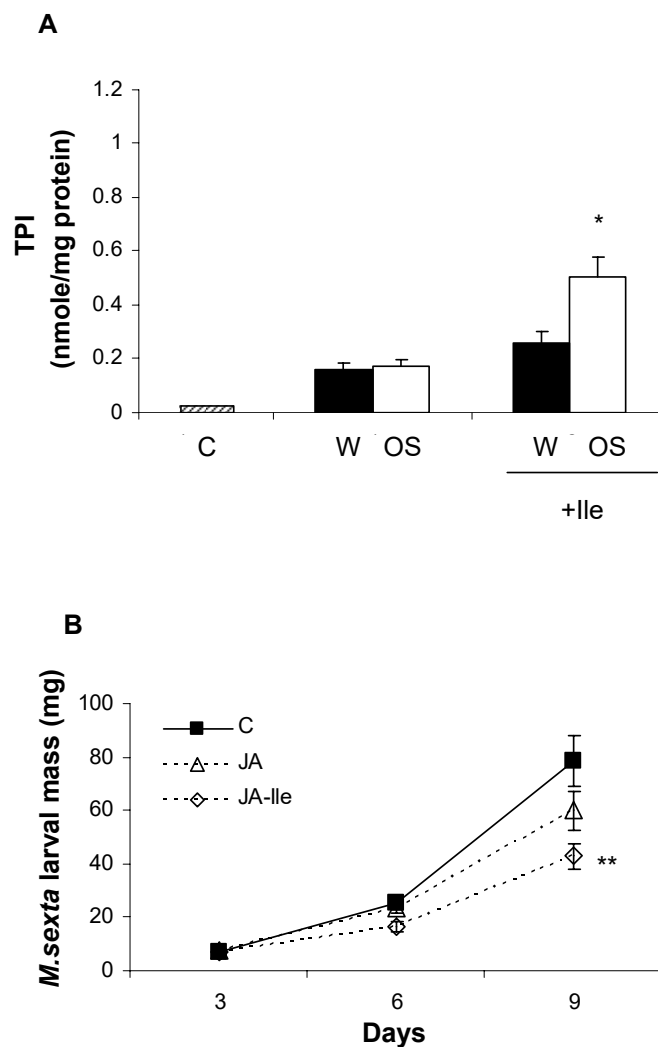 A
TPI
(nmole/mg protein)
1.2
1
0.8
0.6
0.4
0.2
0
*
C
W OS
W OS
+Ile
B
M.sexta larval mass (mg)
100
80
60
40
20
0
C
JA
JA-Ile
**
3 6 9
Days